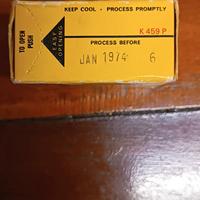 KEEP COOL · PROCESS PROMPTLY
K 459 P
TO OPEN
PUSH
EASY
OPENING
PROCESS BEFORE
JAN 1974 6